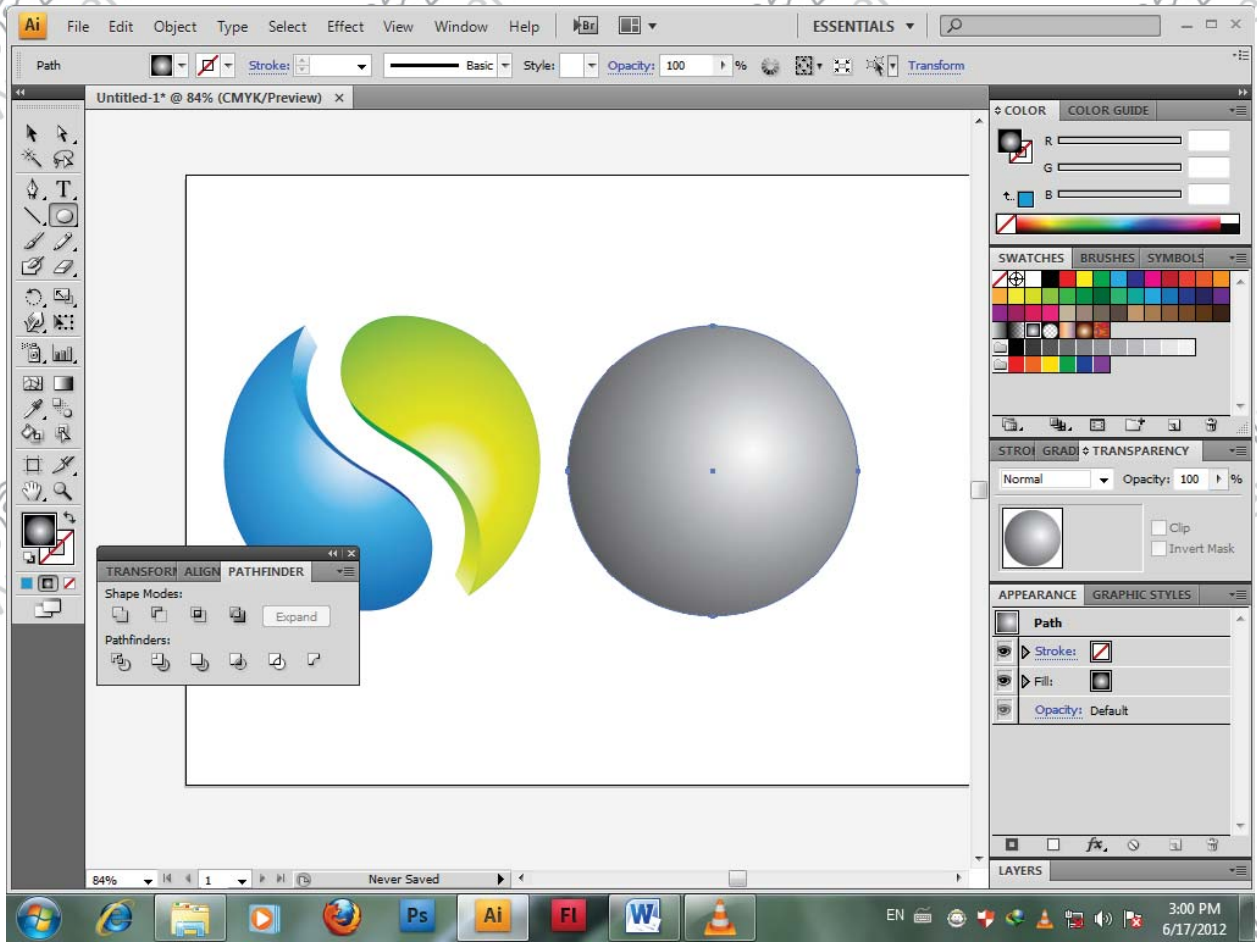 Ai File Edit Object Type Select Effect View Window Help Br ESSENTIALS
Path Stroke: Basic Style: Opacity: 100 % Transform
Untitled-1* @ 84% (CMYK/Preview) ×
COLOR COLOR GUIDE
R
G
B
SWATCHES BRUSHES SYMBOLS
STROI GRADI TRANSPARENCY
Normal Opacity: 100 %
Clip
Invert Mask
TRANSFORM ALIGN PATHFINDER
Shape Modes:
Expand
Pathfinders:
APPEARANCE GRAPHIC STYLES
Path
Stroke:
Fill:
Opacity: Default
fx
LAYERS
84% 1 Never Saved
Ps Ai Fl W EN 3:00 PM
6/17/2012